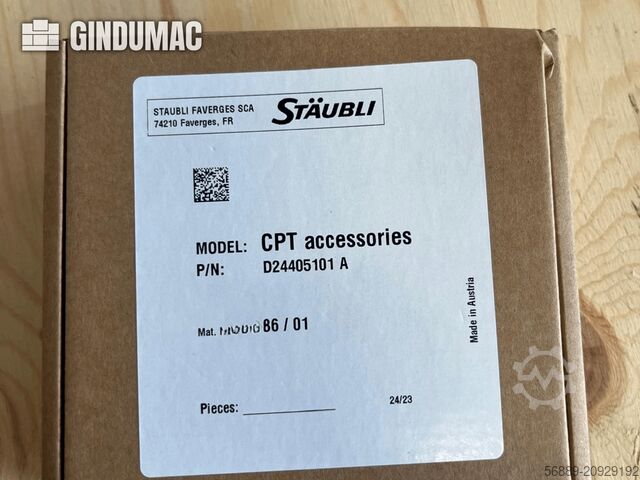 GINDUMAC
STAUBLI FAVERGES SCA
74210 Faverges, FR
STÄUBLI
MODEL: CPT accessories
P/N: D24405101 A
Mat. 86 / 01
Made in Austria
Pieces:
24/23
56889-20929192